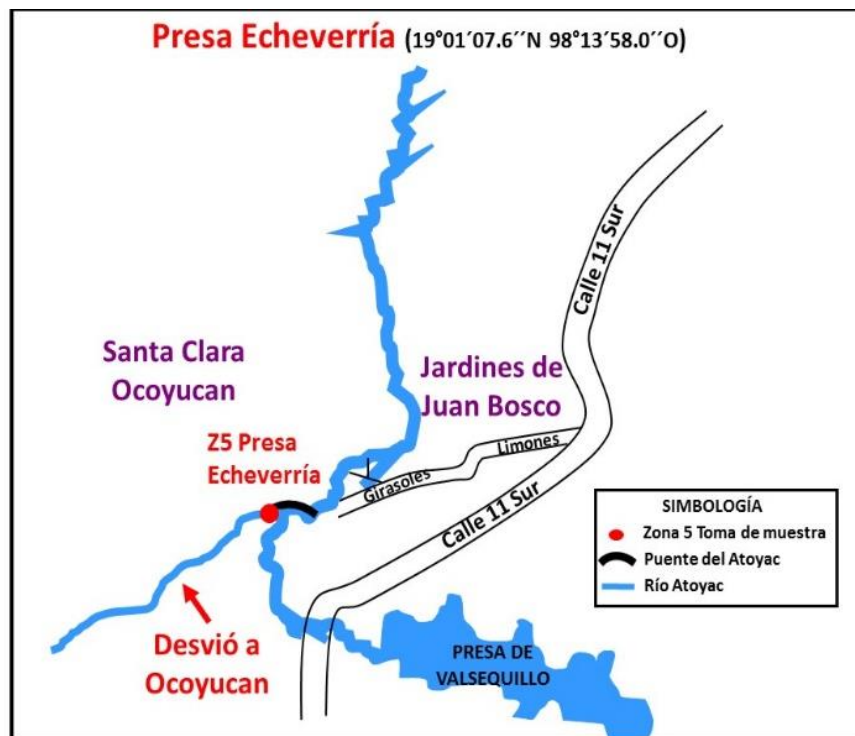 Presa Echeverría (19°01´07.6´´N 98°13´58.0´´O)
Calle 11 Sur
Santa Clara
Ocoyucan
Jardines de
Juan Bosco
Z5 Presa
Echeverría
Limones
Girasoles
Calle 11 Sur
SIMBOLOGÍA
Zona 5 Toma de muestra
Puente del Atoyac
Río Atoyac
Desvió a
Ocoyucan
PRESA DE
VALSEQUILLO